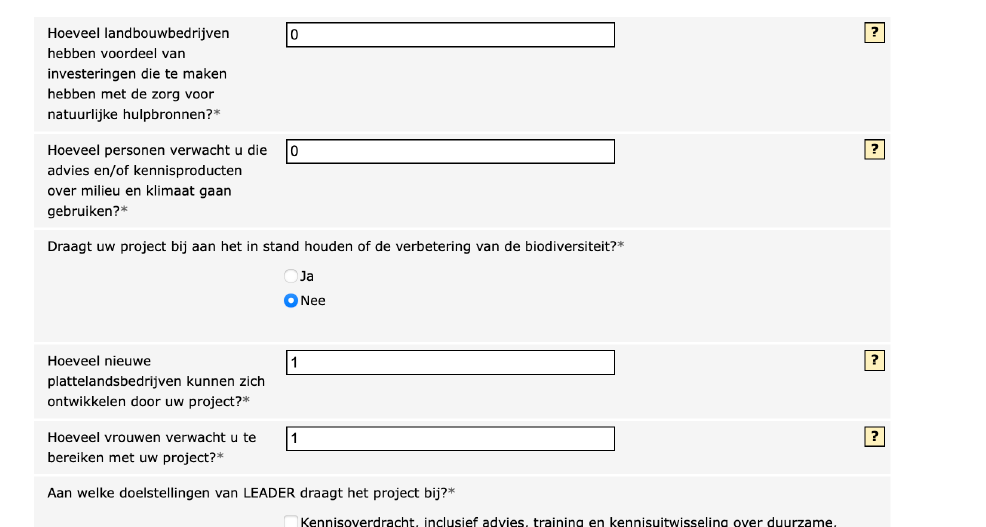 Hoeveel landbouwbedrijven
hebben voordeel van
investeringen die te maken
hebben met de zorg voor
natuurlijke hulpbronnen?*
0
?
Hoeveel personen verwacht u die
advies en/of kennisproducten
over milieu en klimaat gaan
gebruiken?*
0
?
Draagt uw project bij aan het in stand houden of de verbetering van de biodiversiteit?*
Ja
Nee
Hoeveel nieuwe
plattelandsbedrijven kunnen zich
ontwikkelen door uw project?*
1
?
Hoeveel vrouwen verwacht u te
bereiken met uw project?*
1
?
Aan welke doelstellingen van LEADER draagt het project bij?*
Kennisoverdracht, inclusief advies, training en kennisuitwisseling over duurzame,